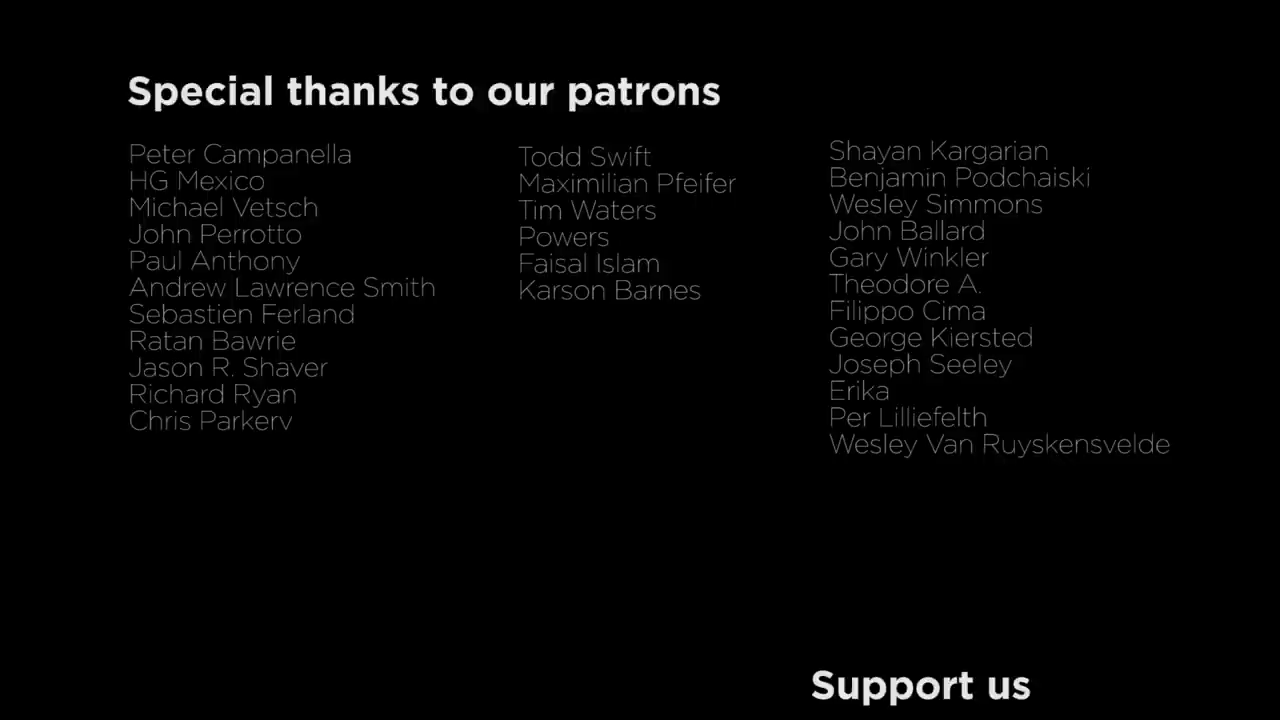 Special thanks to our patrons
Peter Campanella
HG Mexico
Michael Vetsch
John Perrotto
Paul Anthony
Andrew Lawrence Smith
Sebastien Ferland
Ratan Bawrie
Jason R. Shaver
Richard Ryan
Chris Parkerv
Todd Swift
Maximilian Pfeifer
Tim Waters
Powers
Faisal Islam
Karson Barnes
Shayan Kargarian
Benjamin Podchaiski
Wesley Simmons
John Ballard
Gary Winkler
Theodore A.
Filippo Cima
George Kiersted
Joseph Seeley
Erika
Per Lilliefelth
Wesley Van Ruyskensvelde
Support us